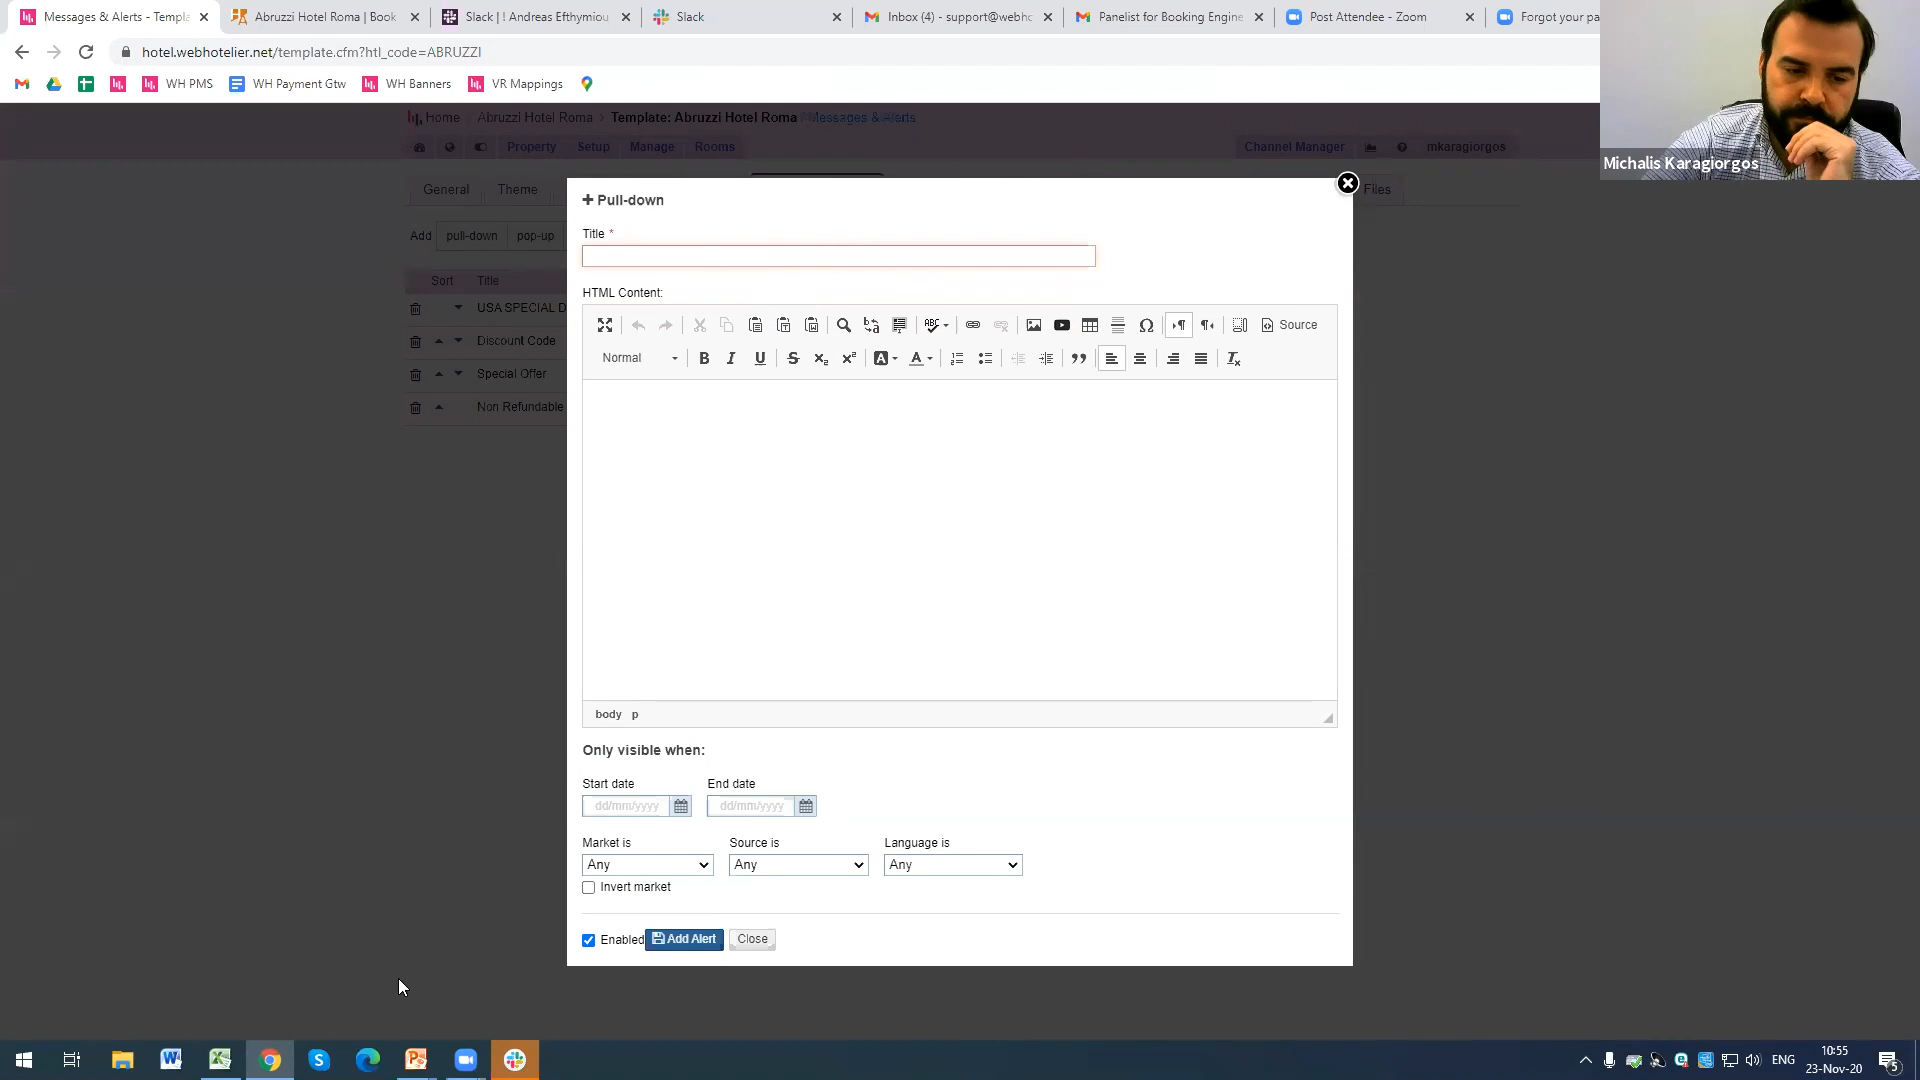 Messages & Alerts - Templa
Abruzzi Hotel Roma | Book
Slack | ! Andreas Efthymiou
Slack
Inbox (4) - support@webho
Panelist for Booking Engine
Post Attendee - Zoom
Forgot your pa
hotel.webhotelier.net/template.cfm?htl_code=ABRUZZI
WH PMS
WH Payment Gtw
WH Banners
VR Mappings
Michalis Karagiorgos
Home
Abruzzi Hotel Roma › Template: Abruzzi Hotel Roma
Messages & Alerts
Property
Setup
Manage
Rooms
Channel Manager
mkaragiorgos
General
Theme
Files
Add
pull-down
pop-up
Sort
Title
USA SPECIAL D
Discount Code
Special Offer
Non Refundable
+ Pull-down
Title *
HTML Content:
Source
Normal
body p
Only visible when:
Start date
End date
dd/mm/yyyy
dd/mm/yyyy
Market is
Source is
Language is
Any
Any
Any
Invert market
Enabled
Add Alert
Close
ENG
10:55
23-Nov-20
5